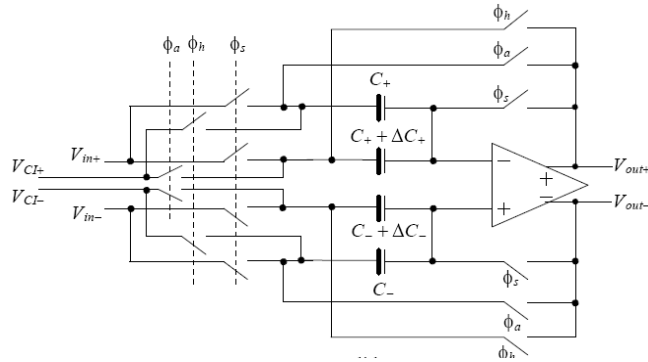 ϕh
ϕa ϕh ϕs
ϕa
C+
ϕs
C+ + ΔC+
Vin+
VCI+
VCI−
Vin−
− +
+ −
Vout+
Vout−
C− + ΔC−
C−
ϕs
ϕa
ϕh